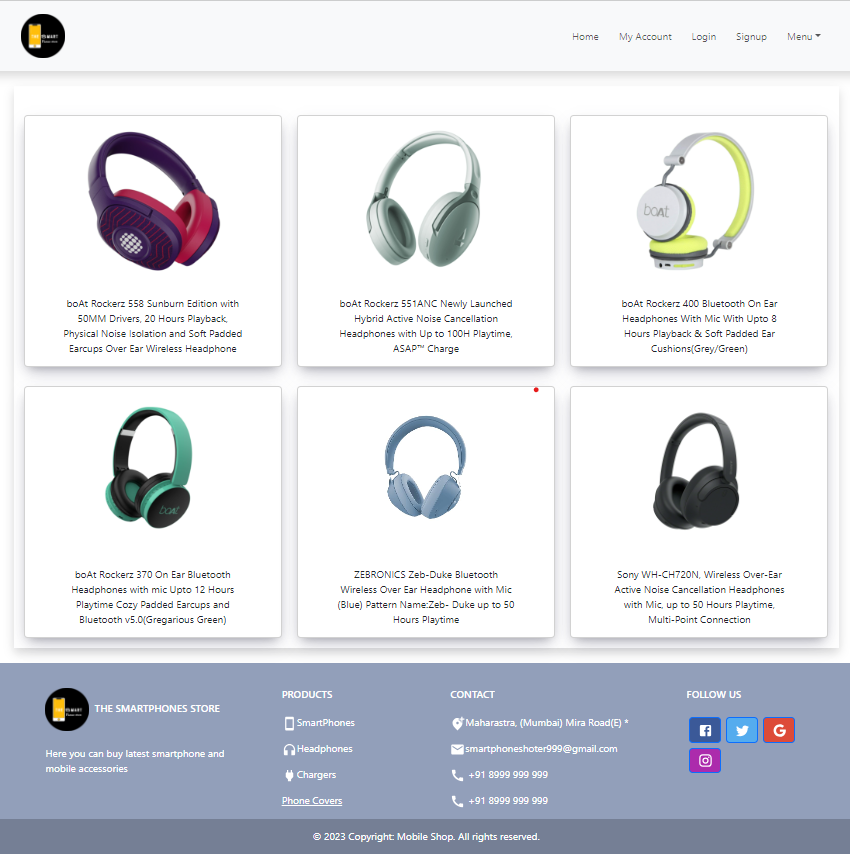 Home My Account Login Signup Menu
boAt Rockerz 558 Sunburn Edition with
50MM Drivers, 20 Hours Playback,
Physical Noise Isolation and Soft Padded
Earcups Over Ear Wireless Headphone
boAt Rockerz 551ANC Newly Launched
Hybrid Active Noise Cancellation
Headphones with Up to 100H Playtime,
ASAP™ Charge
boAt
boAt Rockerz 400 Bluetooth On Ear
Headphones With Mic With Upto 8
Hours Playback & Soft Padded Ear
Cushions(Grey/Green)
boAt
boAt Rockerz 370 On Ear Bluetooth
Headphones with mic Upto 12 Hours
Playtime Cozy Padded Earcups and
Bluetooth v5.0(Gregarious Green)
ZEBRONICS Zeb-Duke Bluetooth
Wireless Over Ear Headphone with Mic
(Blue) Pattern Name:Zeb- Duke up to 50
Hours Playtime
Sony WH-CH720N, Wireless Over-Ear
Active Noise Cancellation Headphones
with Mic, up to 50 Hours Playtime,
Multi-Point Connection
THE SMARTPHONES STORE
Here you can buy latest smartphone and
mobile accessories
PRODUCTS
SmartPhones
Headphones
Chargers
Phone Covers
CONTACT
Maharastra, (Mumbai) Mira Road(E) *
smartphoneshoter999@gmail.com
+91 8999 999 999
+91 8999 999 999
FOLLOW US
© 2023 Copyright: Mobile Shop. All rights reserved.